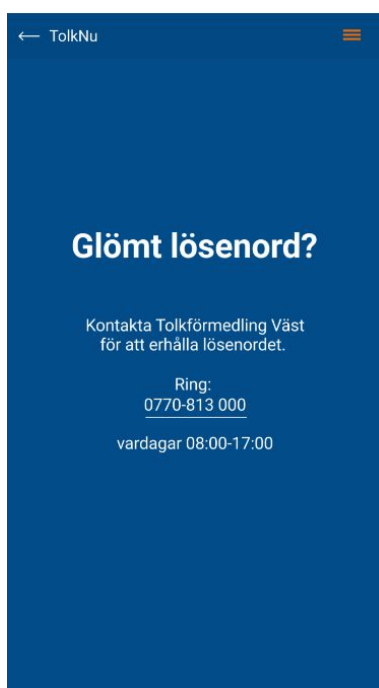 ← TolkNu
Glömt lösenord?
Kontakta Tolkförmedling Väst
för att erhålla lösenordet.
Ring:
0770-813 000
vardagar 08:00-17:00